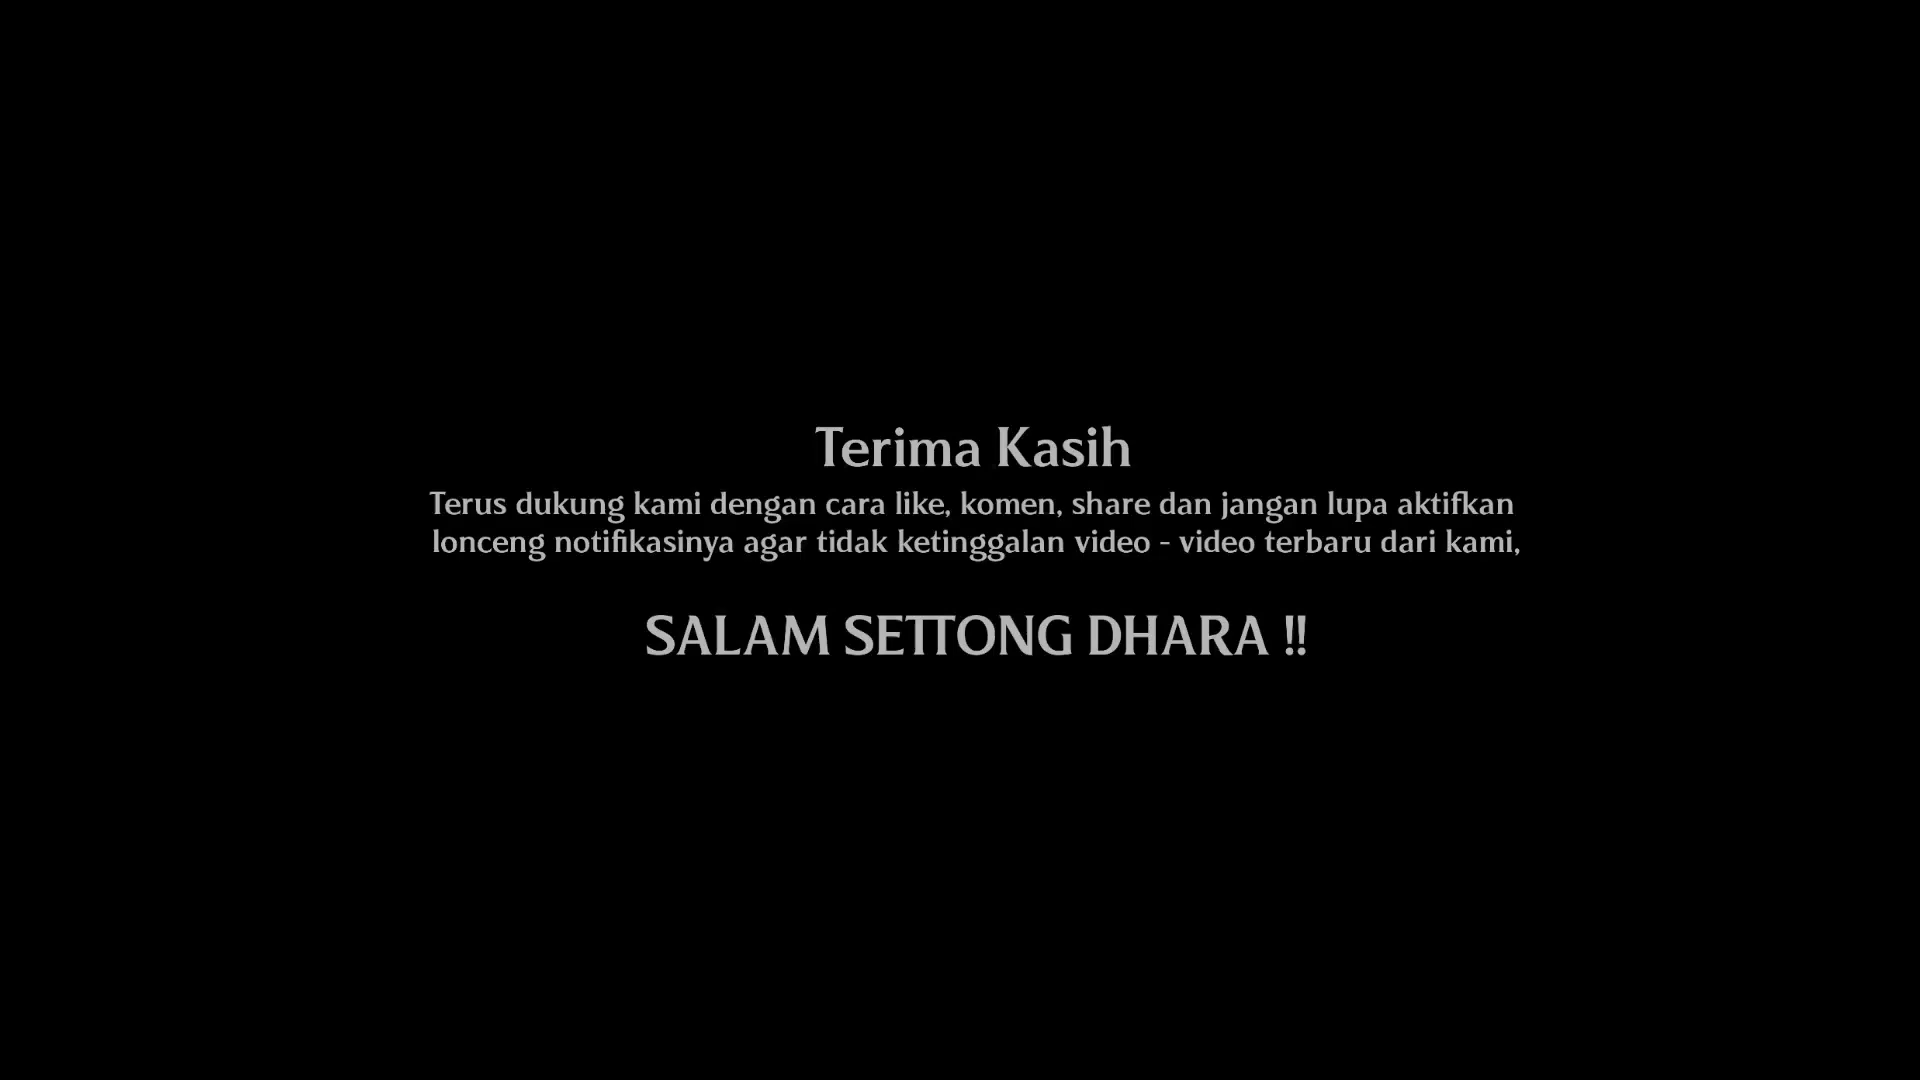 Terima Kasih
Terus dukung kami dengan cara like, komen, share dan jangan lupa aktifkan
lonceng notifikasinya agar tidak ketinggalan video - video terbaru dari kami,
SALAM SETTONG DHARA !!